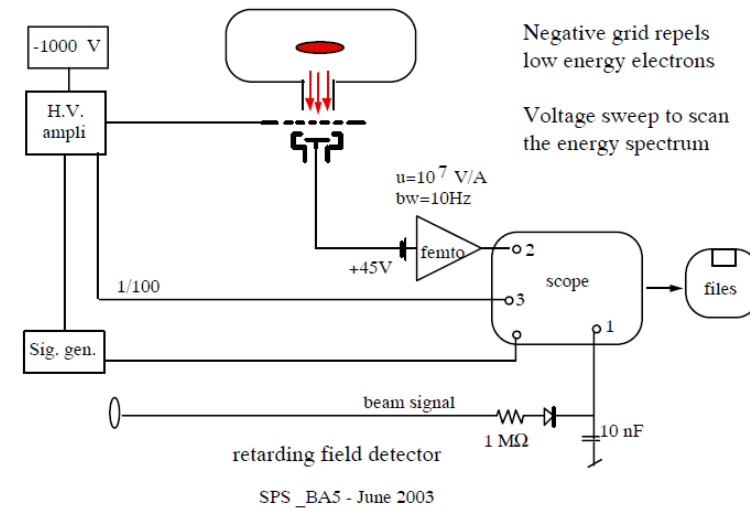 -1000 V
H.V.
ampli
Negative grid repels
low energy electrons
Voltage sweep to scan
the energy spectrum
u=10 7 V/A
bw=10Hz
femto
+45V
2
scope
3
1
files
1/100
Sig. gen.
beam signal
1 MΩ
10 nF
retarding field detector
SPS _BA5 - June 2003